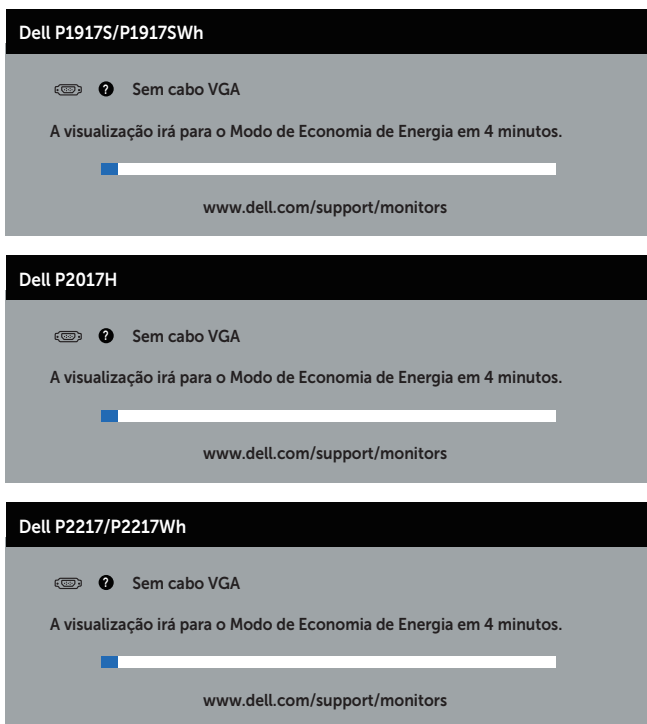 Dell P1917S/P1917SWh
? Sem cabo VGA
A visualização irá para o Modo de Economia de Energia em 4 minutos.
www.dell.com/support/monitors
Dell P2017H
? Sem cabo VGA
A visualização irá para o Modo de Economia de Energia em 4 minutos.
www.dell.com/support/monitors
Dell P2217/P2217Wh
? Sem cabo VGA
A visualização irá para o Modo de Economia de Energia em 4 minutos.
www.dell.com/support/monitors